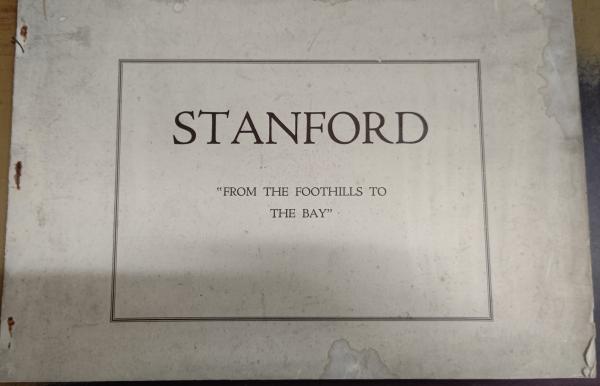 STANFORD
"FROM THE FOOTHILLS TO
THE BAY"